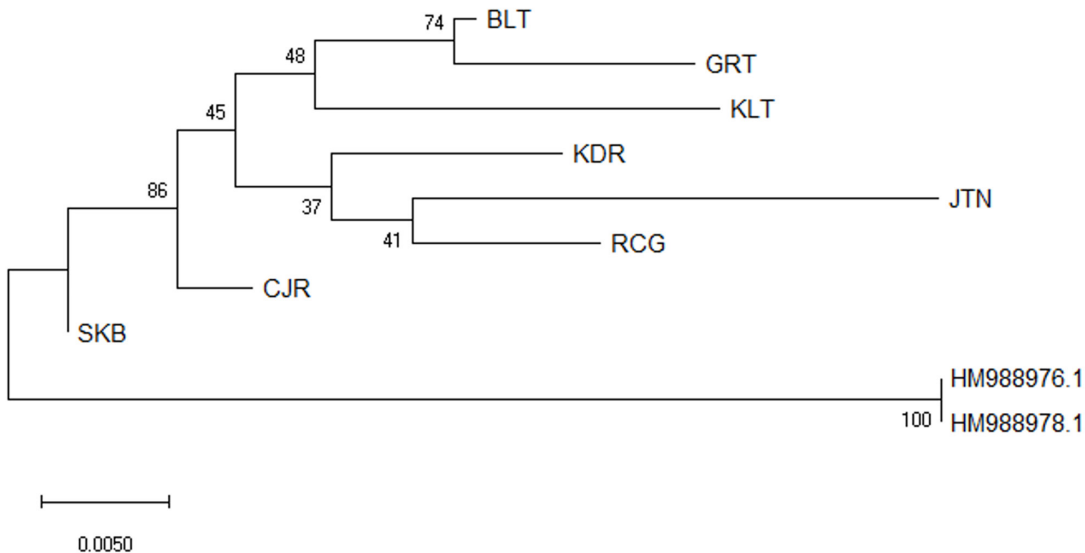 74
BLT
GRT
48
KLT
45
KDR
86
JTN
37
41
RCG
CJR
SKB
HM988976.1
100
HM988978.1
0.0050